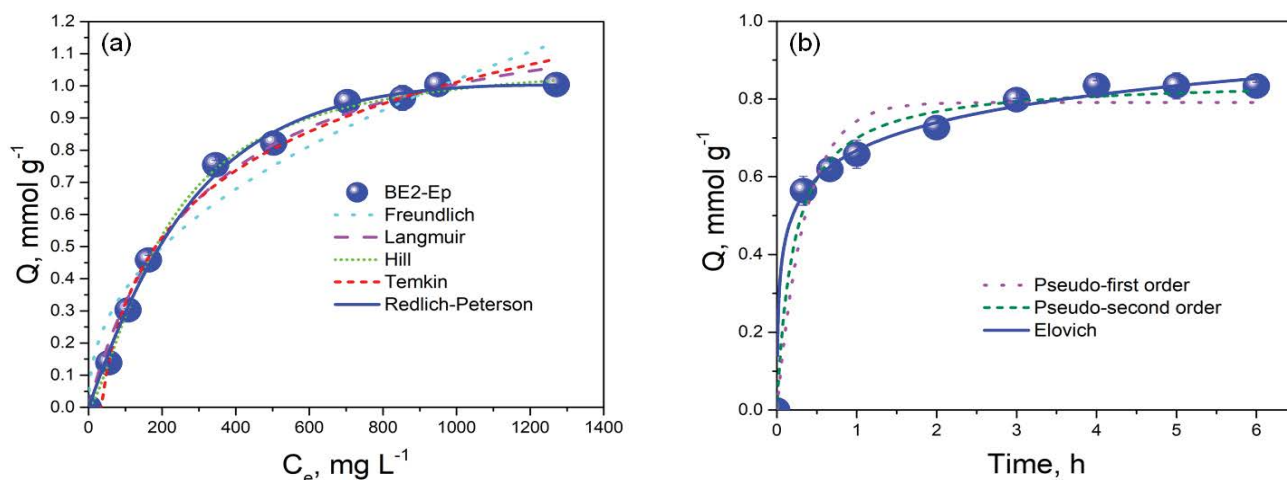 (a)
1.2
1.1
1.0
0.9
0.8
0.7
0.6
0.5
0.4
0.3
0.2
0.1
0.0
Q, mmol g⁻¹
BE2-Ep
Freundlich
Langmuir
Hill
Temkin
Redlich-Peterson
0 200 400 600 800 1000 1200 1400
Cₑ, mg L⁻¹
(b)
1.0
0.8
0.6
0.4
0.2
0.0
Q, mmol g⁻¹
Pseudo-first order
Pseudo-second order
Elovich
0 1 2 3 4 5 6
Time, h